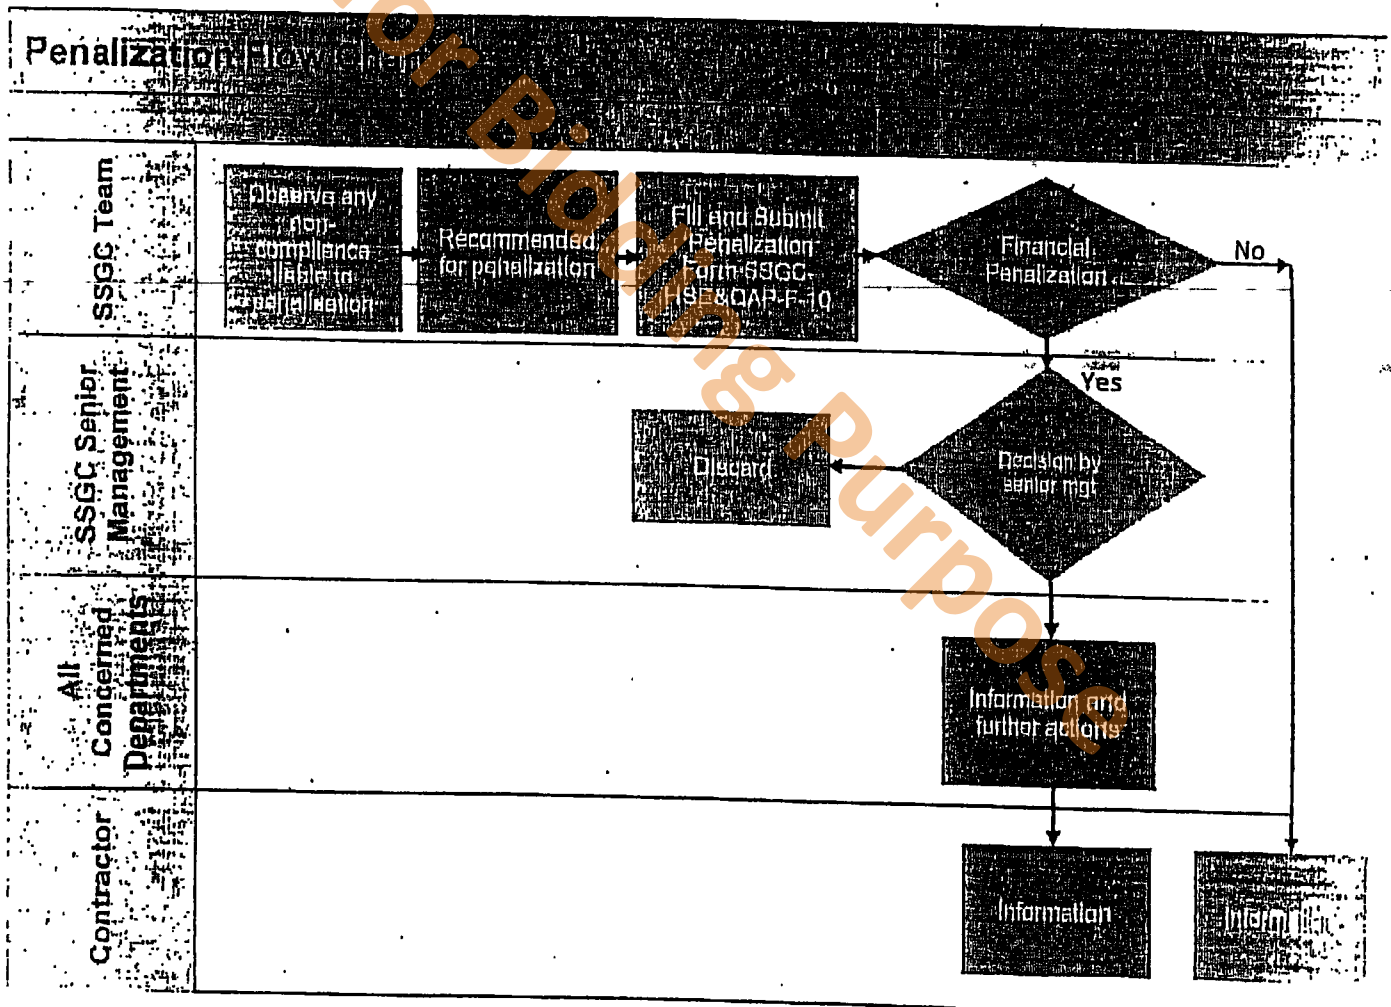 Penalization Flow Chart
For Bidding Purpose
SSGC Team
Observe any
non-
compliance
liable to
penalization
Recommended
for penalization
Fill and Submit
Penalization
Form-SSGC-
HSE&QAP-F-10
Financial
Penalization
No
Yes
SSGC Senior
Management
Discard
Decision by
senior mgt
All
Concerned
Departments
Information and
further actions
Contractor
Information